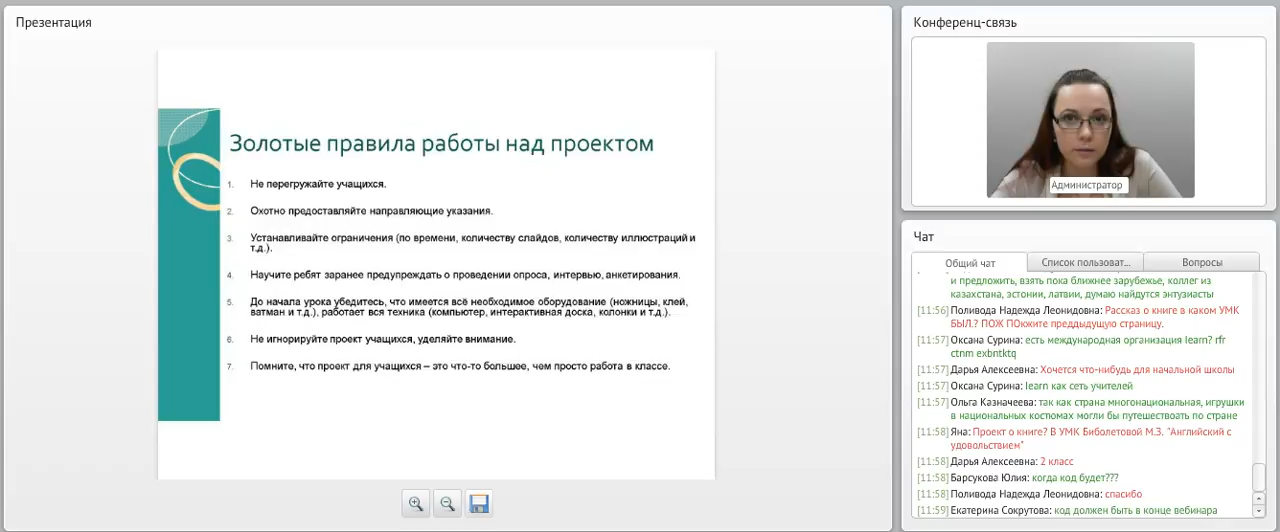 Презентация
Золотые правила работы над проектом
1. Не перегружайте учащихся.
2. Охотно предоставляйте направляющие указания.
3. Устанавливайте ограничения (по времени, количеству слайдов, количеству иллюстраций и
т.д.).
4. Научите ребят заранее предупреждать о проведении опроса, интервью, анкетирования.
5. До начала урока убедитесь, что имеется всё необходимое оборудование (ножницы, клей,
ватман и т.д.), работает вся техника (компьютер, интерактивная доска, колонки и т.д.).
6. Не игнорируйте проект учащихся, уделяйте внимание.
7. Помните, что проект для учащихся – это что-то большее, чем просто работа в классе.
Конференц-связь
Администратор
Чат
Общий чат
Список пользоват...
Вопросы
и предложить, взять пока ближнее зарубежье, коллег из
казахстана, эстонии, латвии, думаю найдутся энтузиасты
[11:56] Поливода Надежда Леонидовна: Рассказ о книге в каком УМК
БЫЛ.? ПОЖ ПОкжите преддыдущую страницу.
[11:57] Оксана Сурина: есть международная организация learn? rfr
ctnm exbntktq
[11:57] Дарья Алексеевна: Хочется что-нибудь для начальной школы
[11:57] Оксана Сурина: learn как сеть учителей
[11:57] Ольга Казначеева: так как страна многонациональная, игрушки
в национальных костюмах могли бы путешествоать по стране
[11:58] Яна: Проект о книге? В УМК Биболетовой М.З. "Английский с
удовольствием"
[11:58] Дарья Алексеевна: 2 класс
[11:58] Барсукова Юлия: когда код будет???
[11:58] Поливода Надежда Леонидовна: спасибо
[11:59] Екатерина Сокрутова: код должен быть в конце вебинара